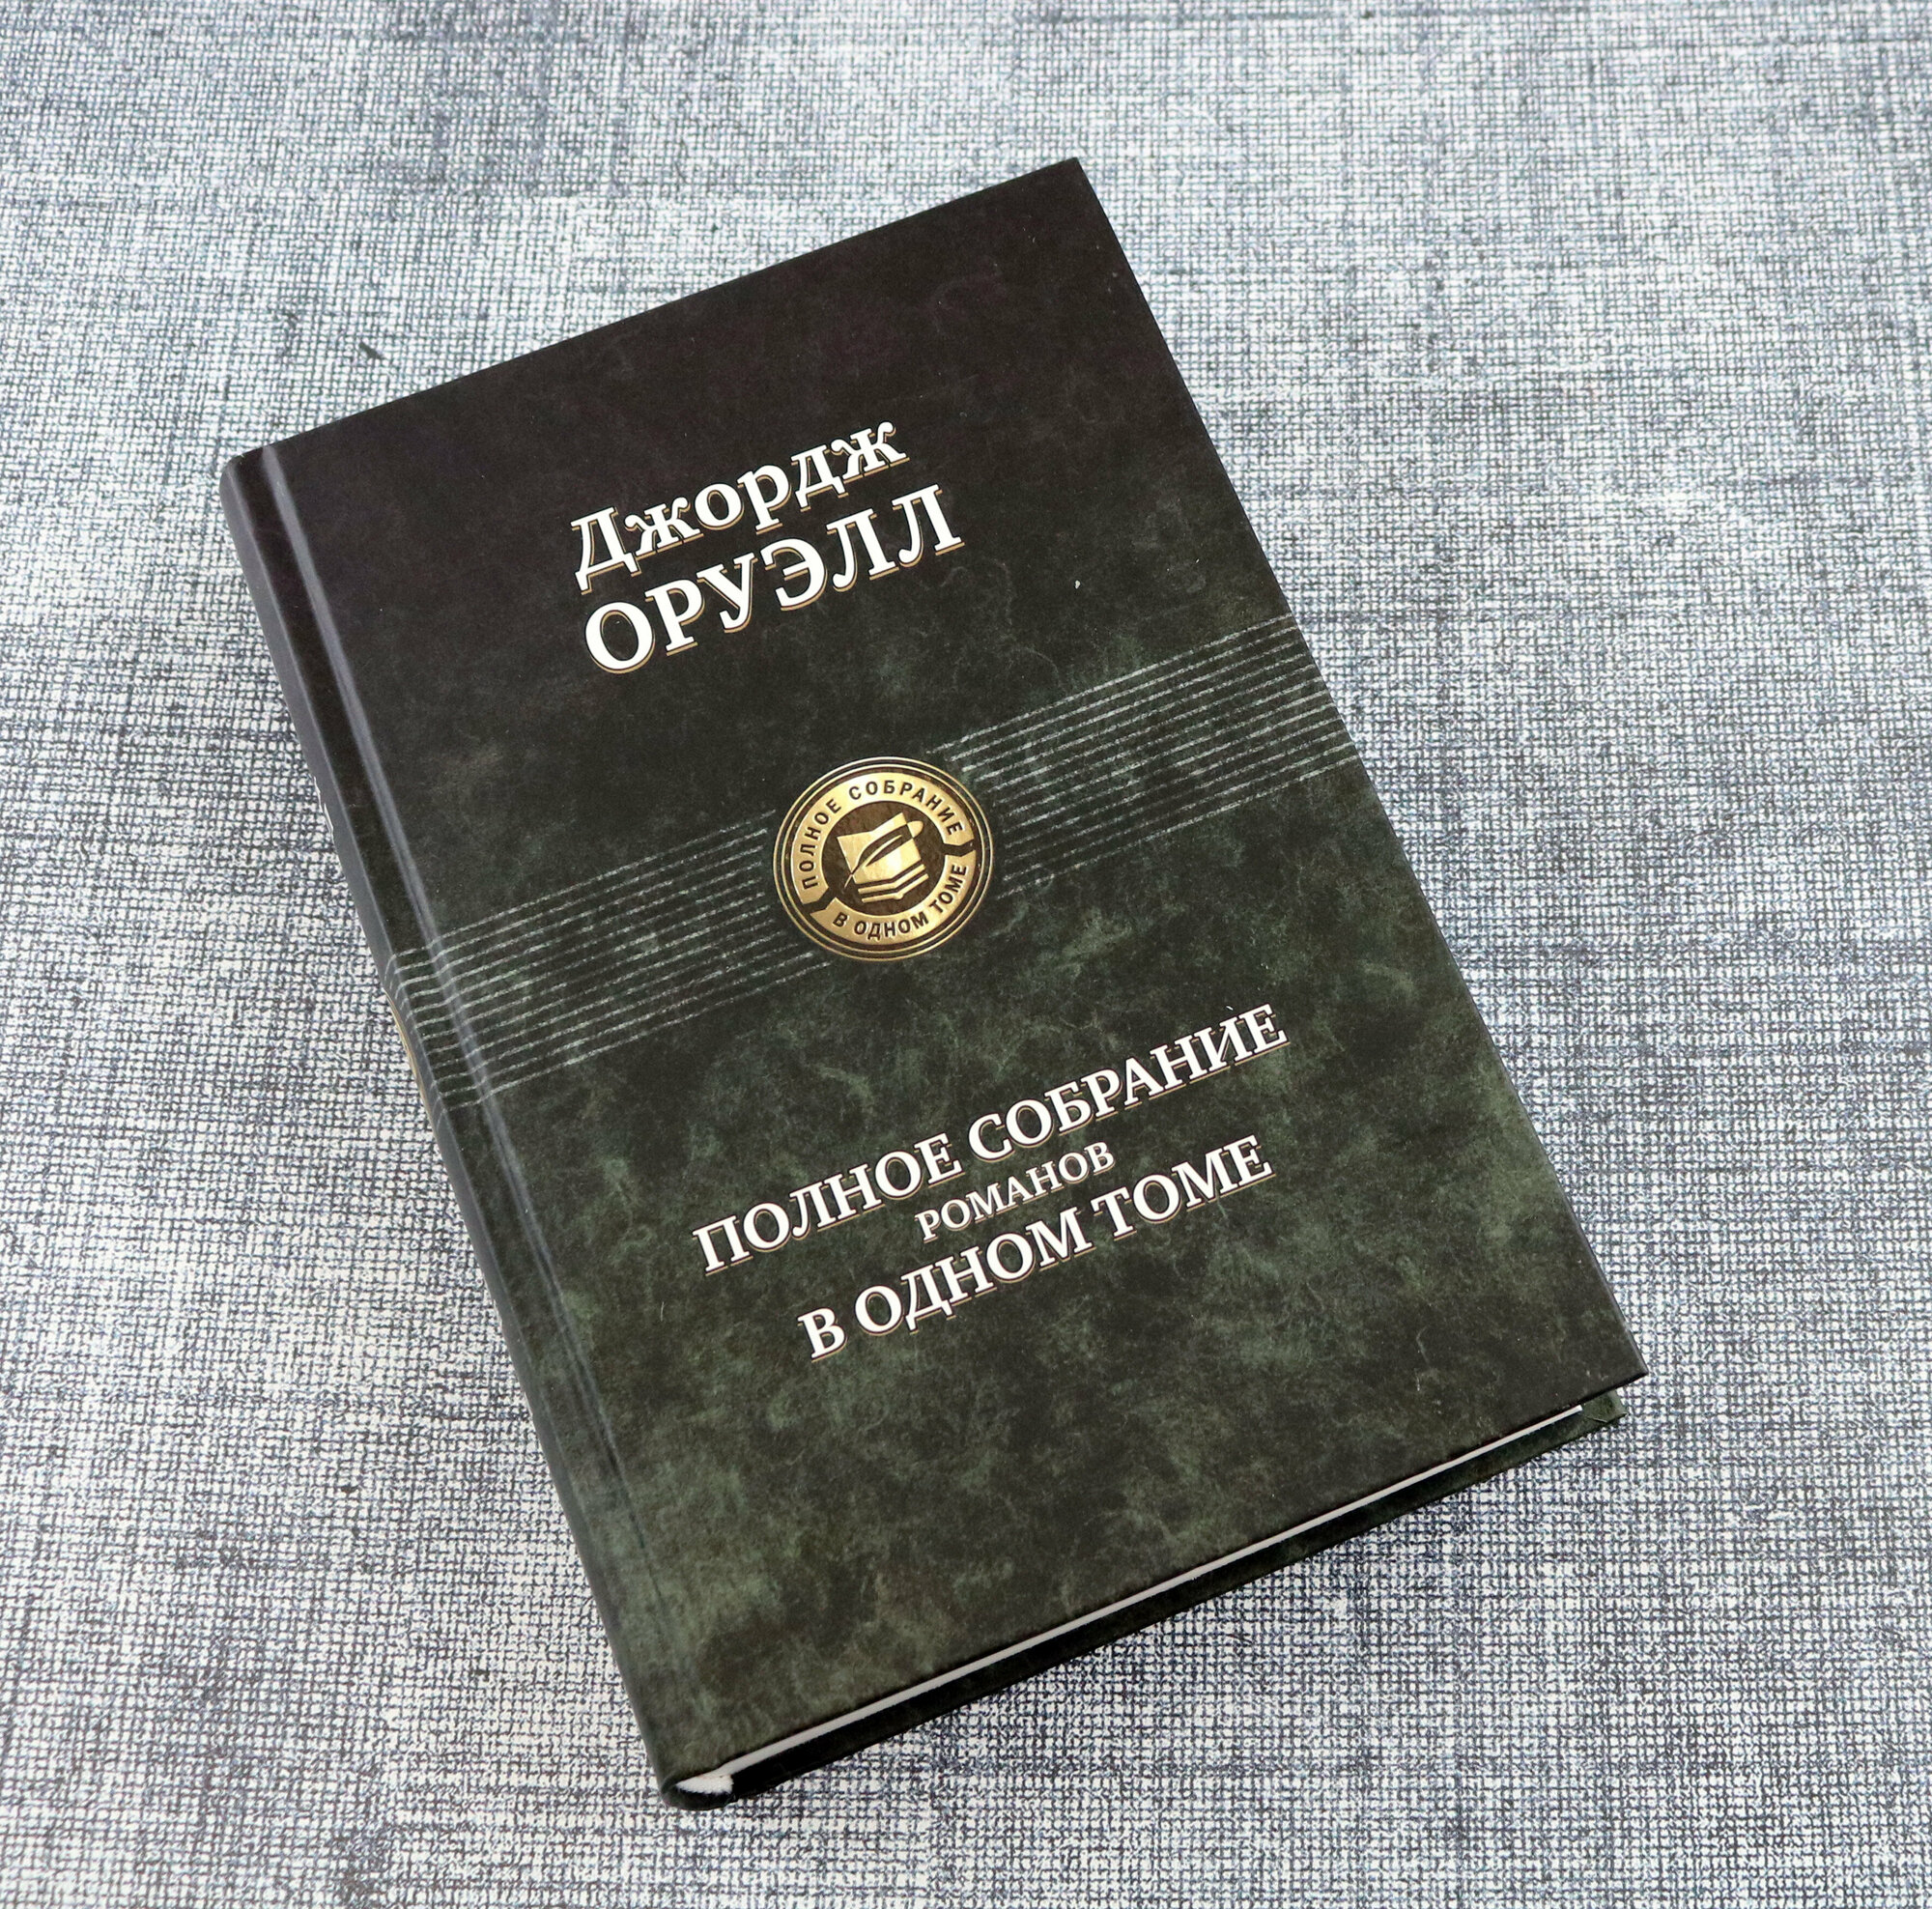 Джордж
ОРУЭЛЛ
ПОЛНОЕ СОБРАНИЕ
В ОДНОМ ТОМЕ
ПОЛНОЕ СОБРАНИЕ
РОМАНОВ
В ОДНОМ ТОМЕ